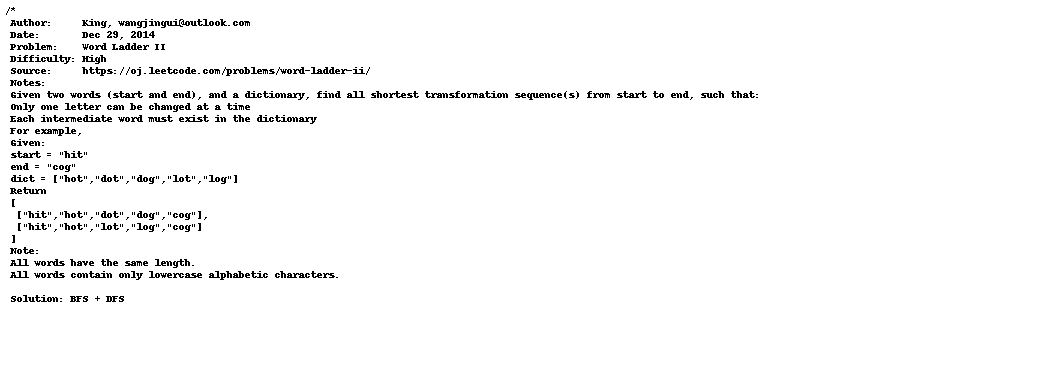 /*
Author:     King, wangjingui@outlook.com
Date:       Dec 29, 2014
Problem:    Word Ladder II
Difficulty: High
Source:     https://oj.leetcode.com/problems/word-ladder-ii/
Notes:
Given two words (start and end), and a dictionary, find all shortest transformation sequence(s) from start to end, such that:
Only one letter can be changed at a time
Each intermediate word must exist in the dictionary
For example,
Given:
start = "hit"
end = "cog"
dict = ["hot","dot","dog","lot","log"]
Return
[
["hit","hot","dot","dog","cog"],
["hit","hot","lot","log","cog"]
]
Note:
All words have the same length.
All words contain only lowercase alphabetic characters.
Solution: BFS + DFS